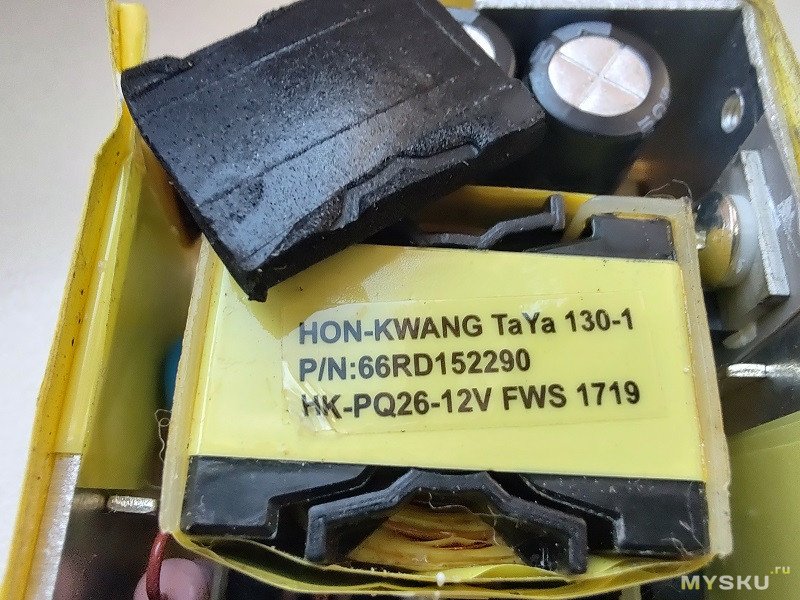 HON-KWANG TaYa 130-1
P/N:66RD152290
HK-PQ26-12V FWS 1719
MYSKU.ru